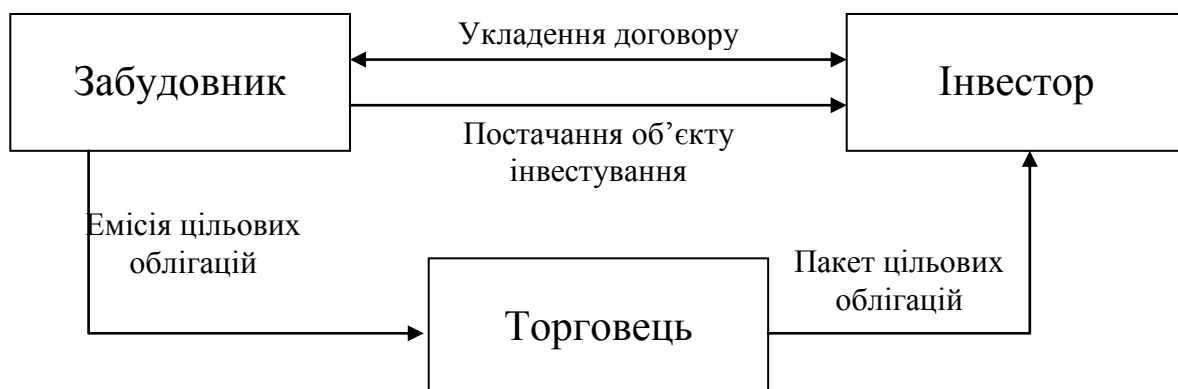 Укладення договору
Забудовник
Інвестор
Постачання об’єкту
інвестування
Емісія цільових
облігацій
Пакет цільових
облігацій
Торговець